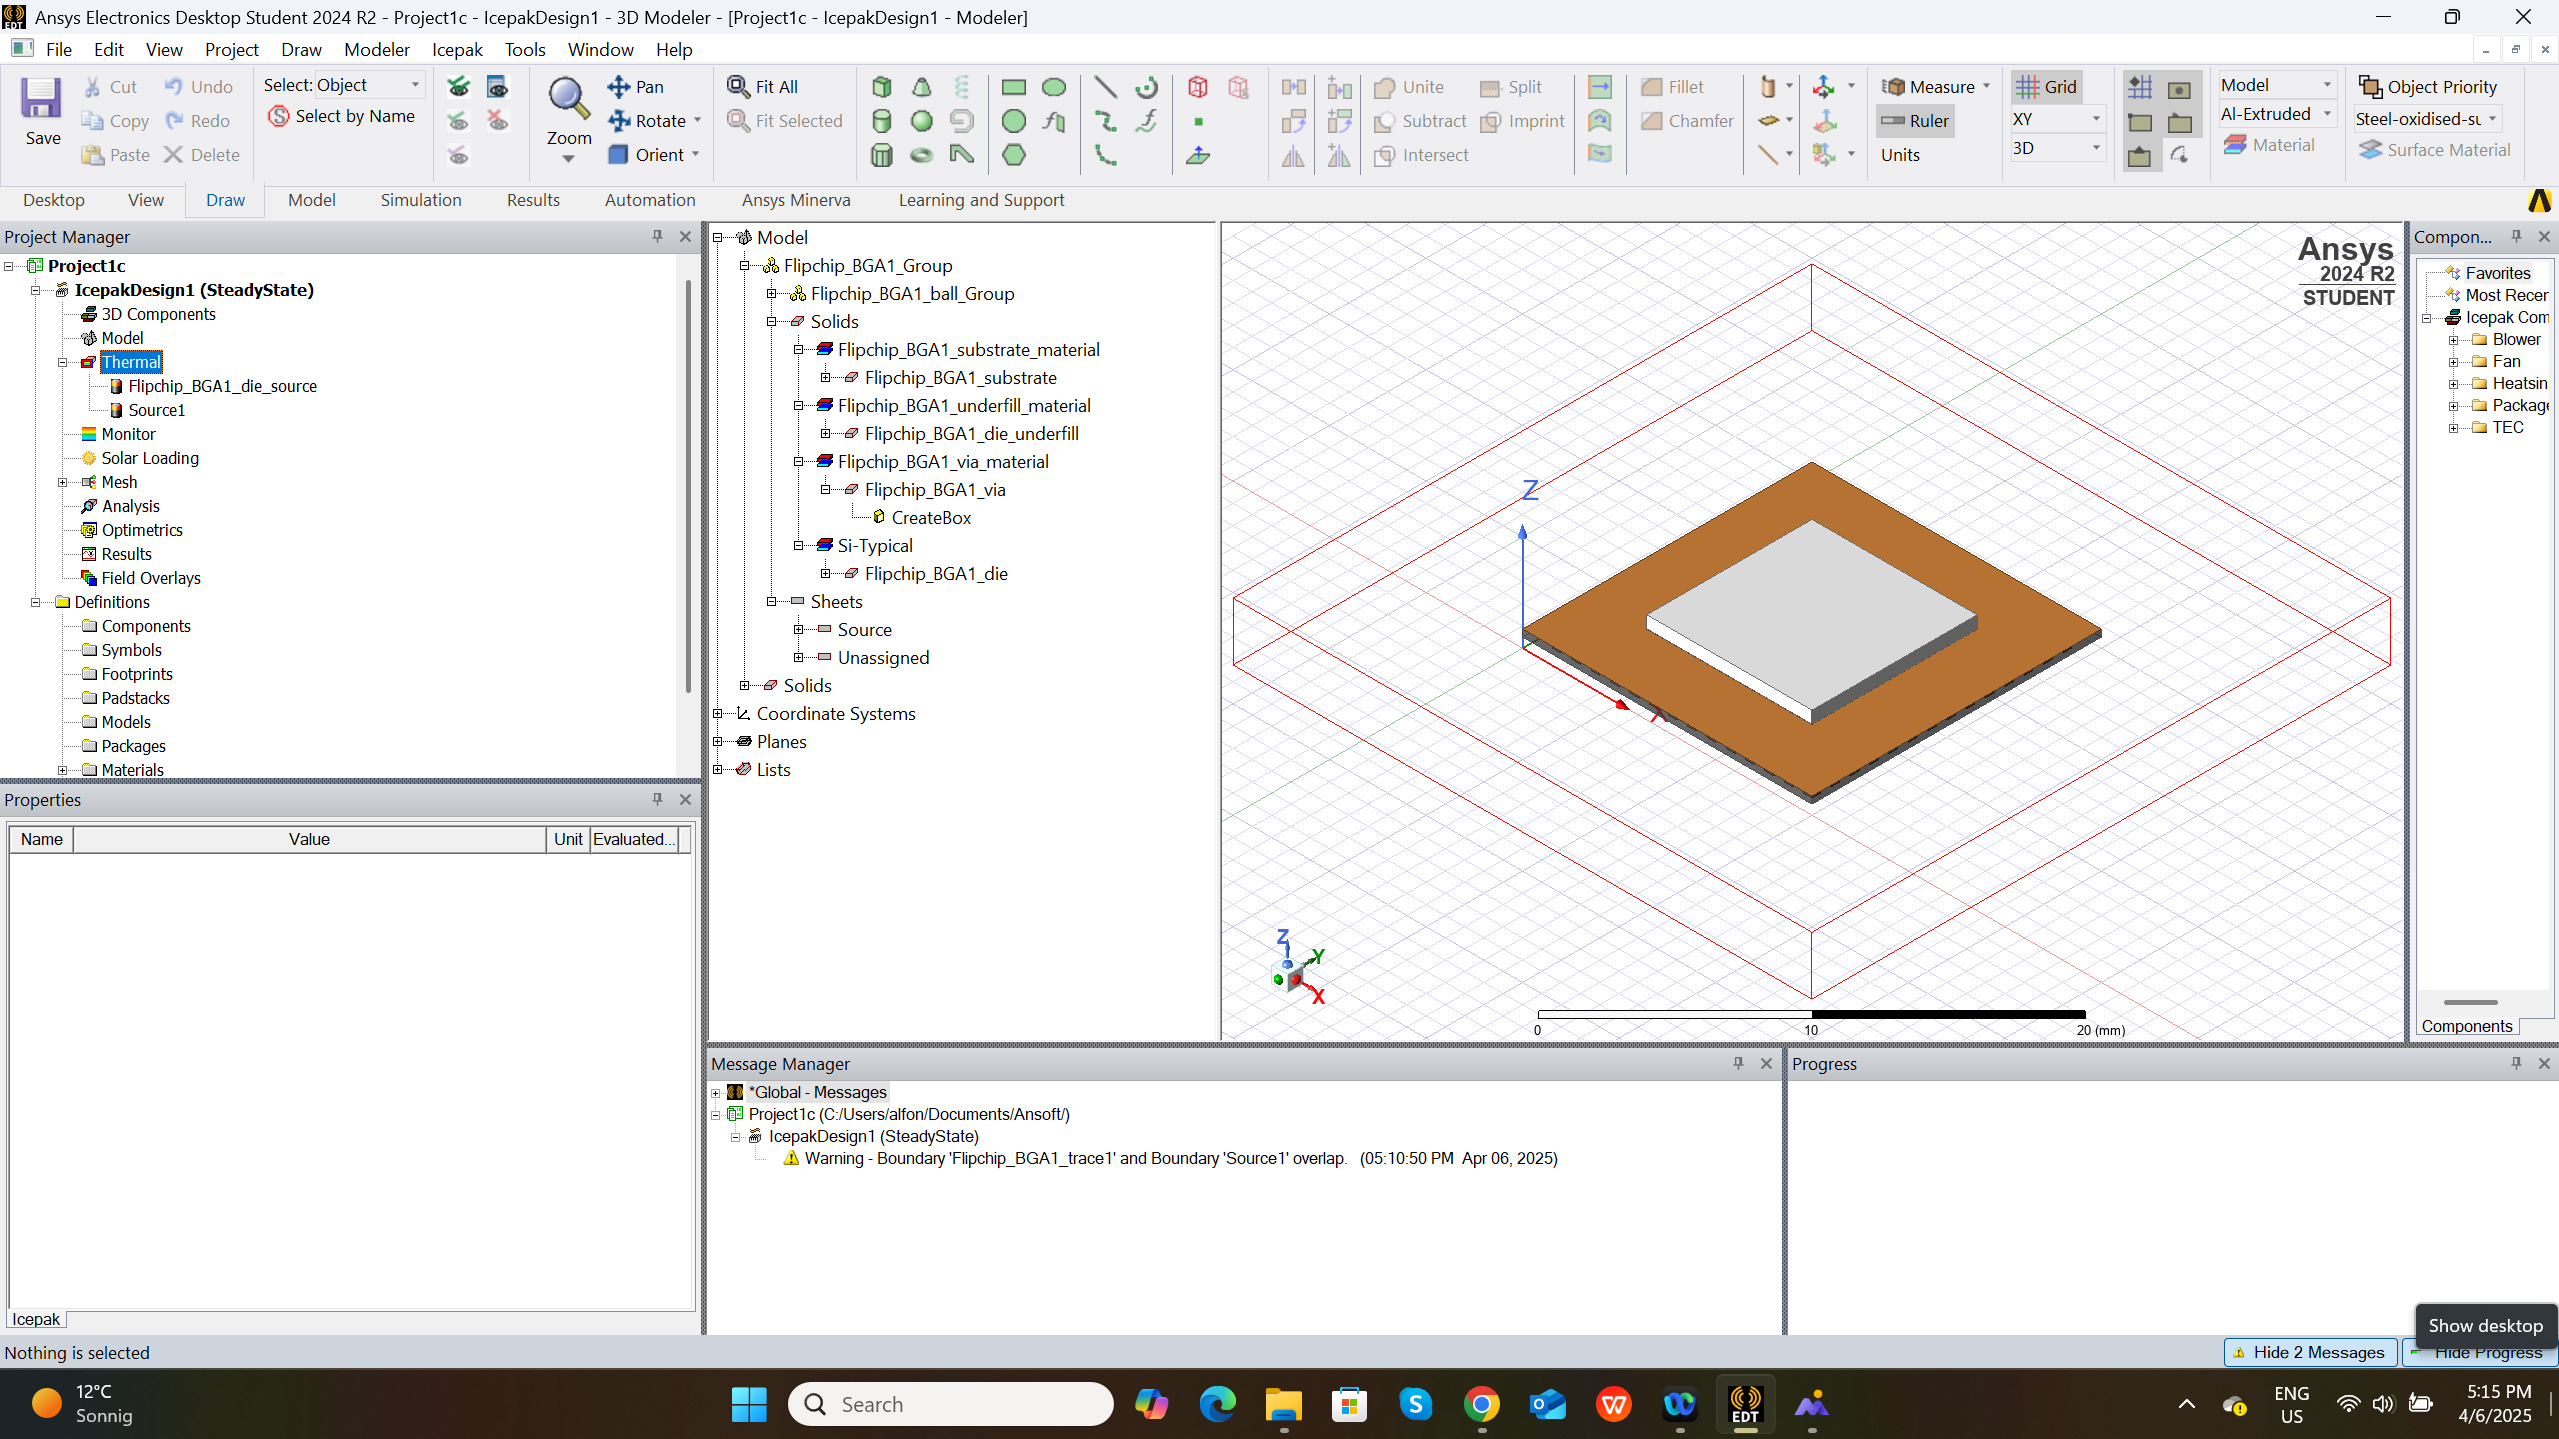 Ansys Electronics Desktop Student 2024 R2 - Project1c - IcepakDesign1 - 3D Modeler - [Project1c - IcepakDesign1 - Modeler]
File Edit View Project Draw Modeler Icepak Tools Window Help
Save
Cut
Copy
Paste
Undo
Redo
Delete
Select: Object
Select by Name
Zoom
Pan
Rotate
Orient
Fit All
Fit Selected
Unite
Subtract
Intersect
Split
Imprint
Fillet
Chamfer
Measure
Ruler
Units
Grid
XY
3D
Model
Al-Extruded
Material
Object Priority
Steel-oxidised-su
Surface Material
Desktop View Draw Model Simulation Results Automation Ansys Minerva Learning and Support
Project Manager
Project1c
IcepakDesign1 (SteadyState)
3D Components
Model
Thermal
Flipchip_BGA1_die_source
Source1
Monitor
Solar Loading
Mesh
Analysis
Optimetrics
Results
Field Overlays
Definitions
Components
Symbols
Footprints
Padstacks
Models
Packages
Materials
Properties
Name Value Unit Evaluated...
Icepak
Model
Flipchip_BGA1_Group
Flipchip_BGA1_ball_Group
Solids
Flipchip_BGA1_substrate_material
Flipchip_BGA1_substrate
Flipchip_BGA1_underfill_material
Flipchip_BGA1_die_underfill
Flipchip_BGA1_via_material
Flipchip_BGA1_via
CreateBox
Si-Typical
Flipchip_BGA1_die
Sheets
Source
Unassigned
Solids
Coordinate Systems
Planes
Lists
Ansys
2024 R2
STUDENT
Z
X
Z
Y
X
0 10 20 (mm)
Compon...
Favorites
Most Recen
Icepak Com
Blower
Fan
Heatsin
Package
TEC
Components
Message Manager
*Global - Messages
Project1c (C:/Users/alfon/Documents/Ansoft/)
IcepakDesign1 (SteadyState)
Warning - Boundary 'Flipchip_BGA1_trace1' and Boundary 'Source1' overlap. (05:10:50 PM Apr 06, 2025)
Progress
Show desktop
Nothing is selected
Hide 2 Messages
Hide Progress
12°C
Sonnig
Search
EDT
ENG
US
5:15 PM
4/6/2025